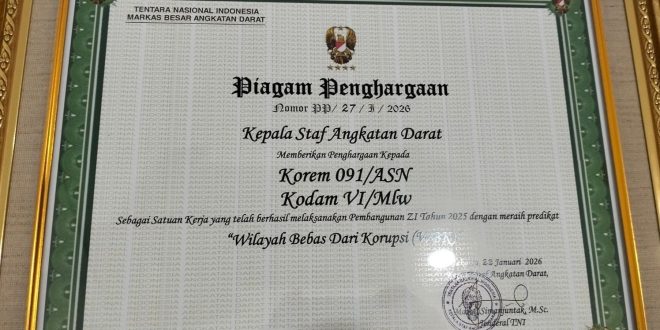 TENTARA NASIONAL INDONESIA
MARKAS BESAR ANGKATAN DARAT
Piagam Penghargaan
Nomor PP/ 27 / I / 2026
Kepala Staf Angkatan Darat
Memberikan Penghargaan Kepada
Korem 091/ASN
Kodam VI/Mlw
Sebagai Satuan Kerja yang telah berhasil melaksanakan Pembangunan Z.I Tahun 2025 dengan meraih predikat
“Wilayah Bebas Dari Korupsi
22 Januari 2026
Staf Angkatan Darat,
Simanjuntak, M.Sc.
Jenderal TNI